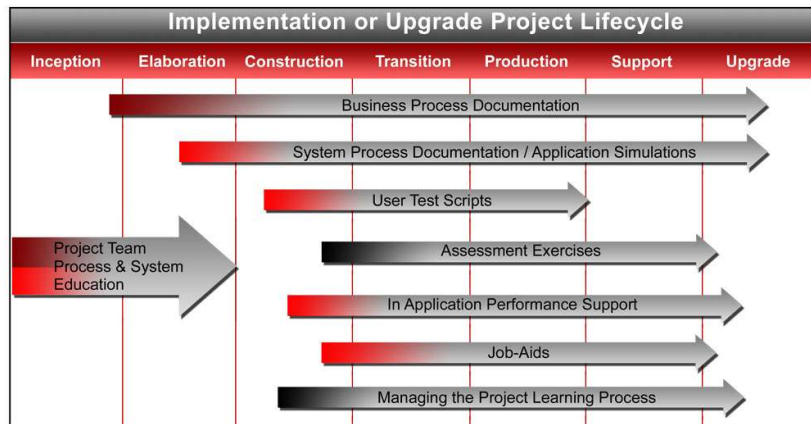 Implementation or Upgrade Project Lifecycle
Inception Elaboration Construction Transition Production Support Upgrade
Business Process Documentation
System Process Documentation / Application Simulations
User Test Scripts
Project Team
Process & System
Education
Assessment Exercises
In Application Performance Support
Job-Aids
Managing the Project Learning Process